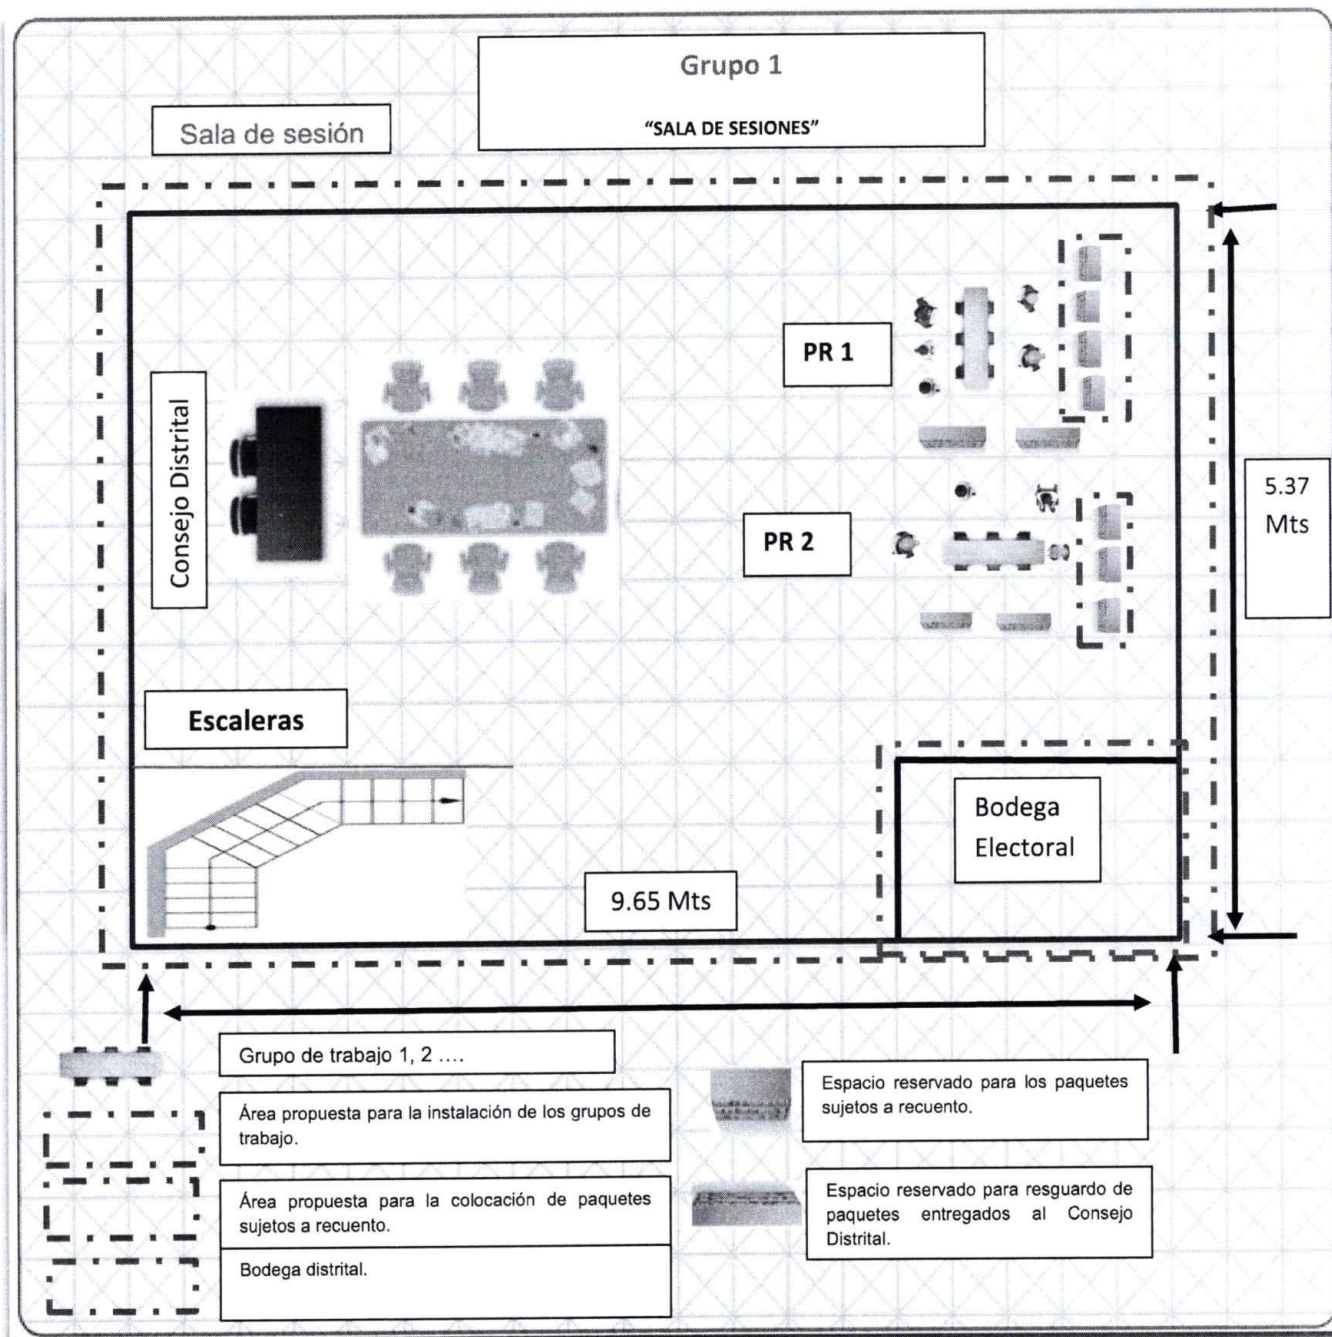 Grupo 1
"SALA DE SESIONES"
Sala de sesión
PR 1
Consejo Distrital
5.37
Mts
PR 2
Escaleras
Bodega
Electoral
9.65 Mts
Grupo de trabajo 1, 2 ....
Área propuesta para la instalación de los grupos de
trabajo.
Área propuesta para la colocación de paquetes
sujetos a recuento.
Bodega distrital.
Espacio reservado para los paquetes
sujetos a recuento.
Espacio reservado para resguardo de
paquetes entregados al Consejo
Distrital.